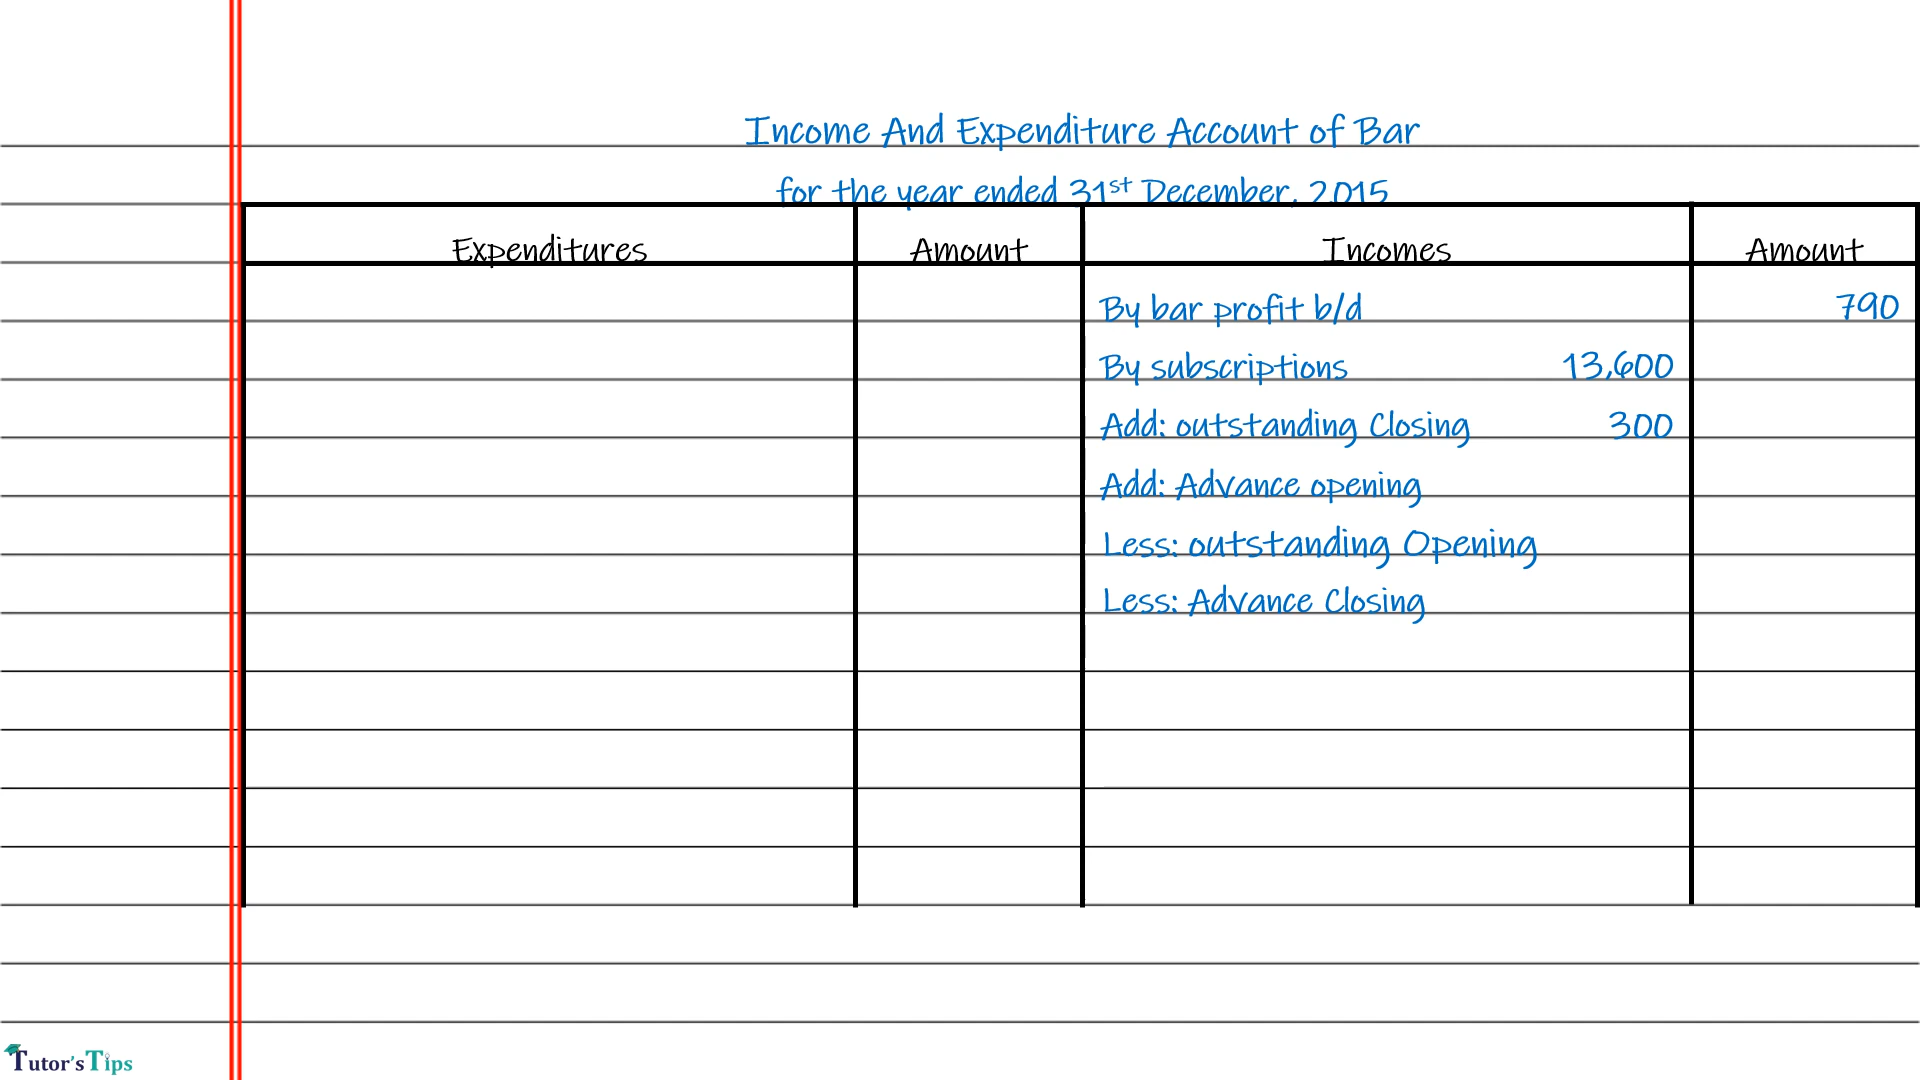 Income And Expenditure Account of Bar
for the year ended 31st December, 2015
Expenditures Amount Incomes Amount
By bar profit b/d 790
By subscriptions 13,600
Add: outstanding Closing 300
Add: Advance opening
Less: outstanding Opening
Less: Advance Closing
Tutor'sTips